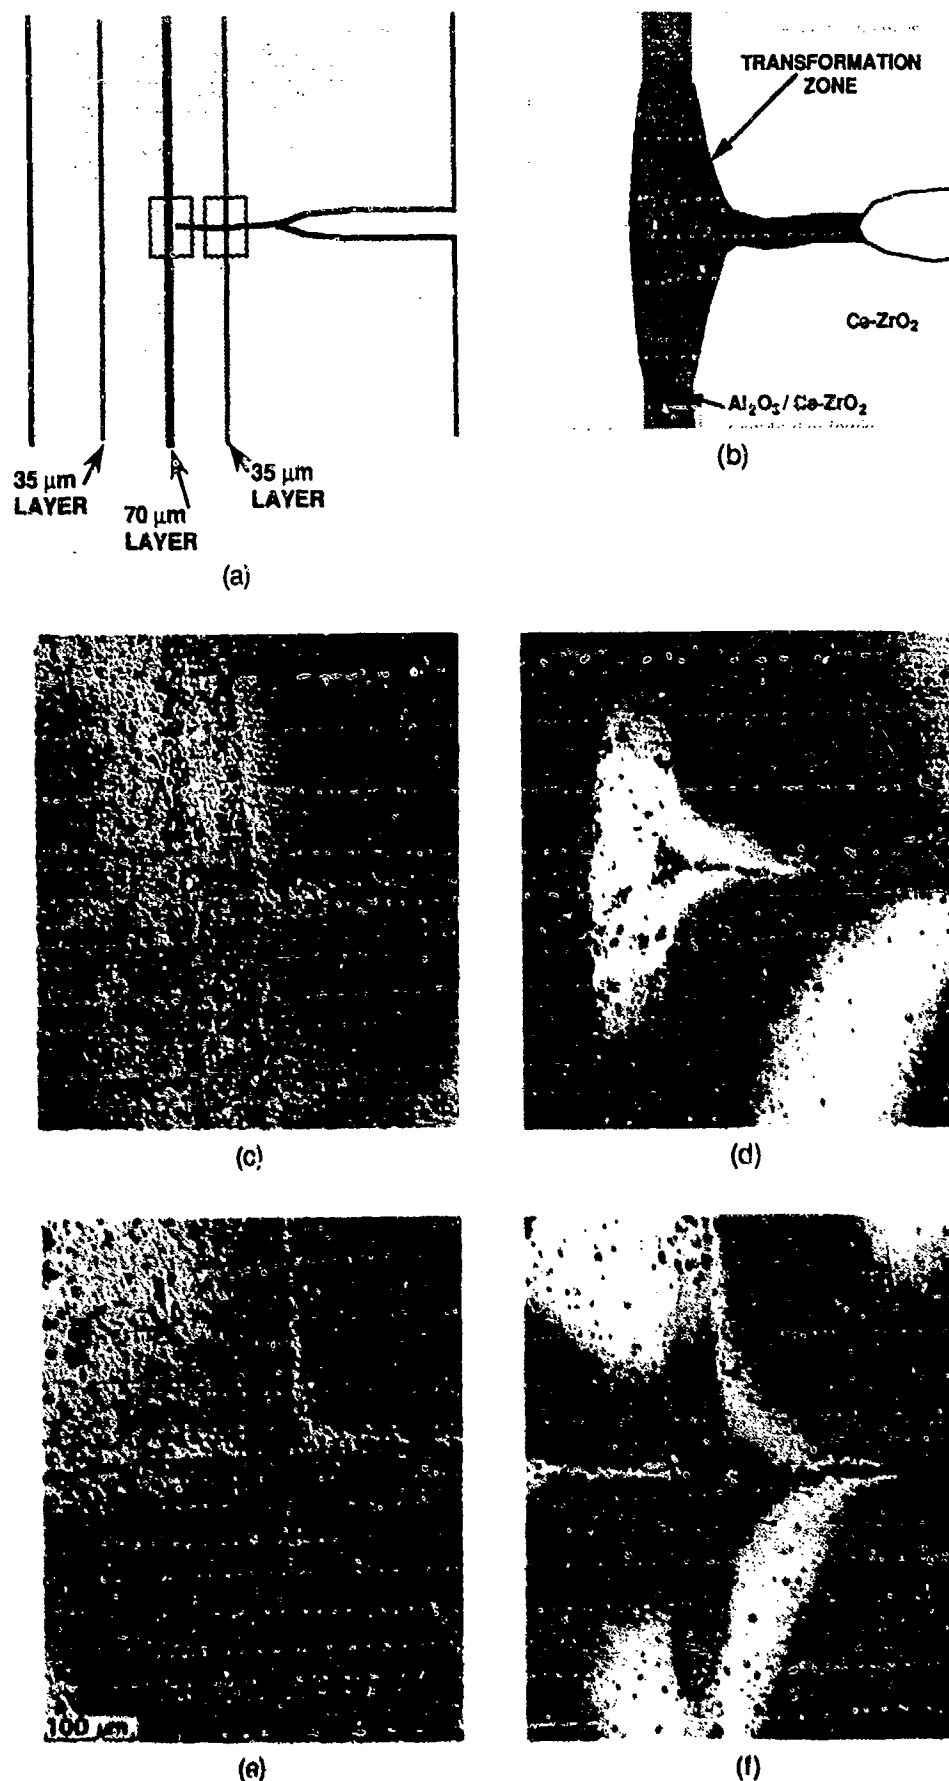 TRANSFORMATION
ZONE
Ce-ZrO₂
Al₂O₃ / Ce-ZrO₂
(b)
35 μm
LAYER
70 μm
LAYER
35 μm
LAYER
(a)
(c)
(d)
100 μm
(e)
(f)